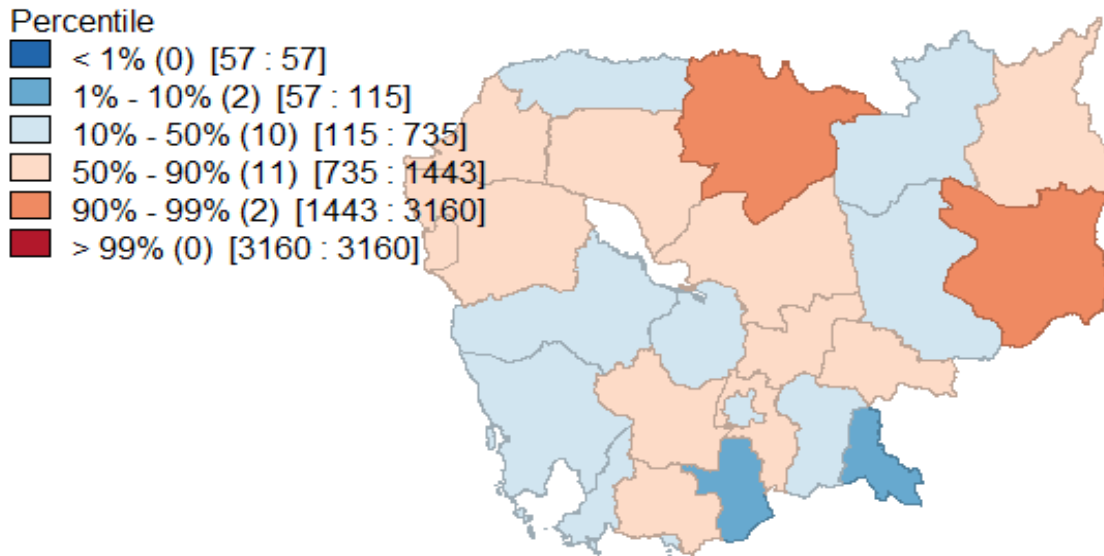 Percentile
< 1% (0) [57 : 57]
1% - 10% (2) [57 : 115]
10% - 50% (10) [115 : 735]
50% - 90% (11) [735 : 1443]
90% - 99% (2) [1443 : 3160]
> 99% (0) [3160 : 3160]